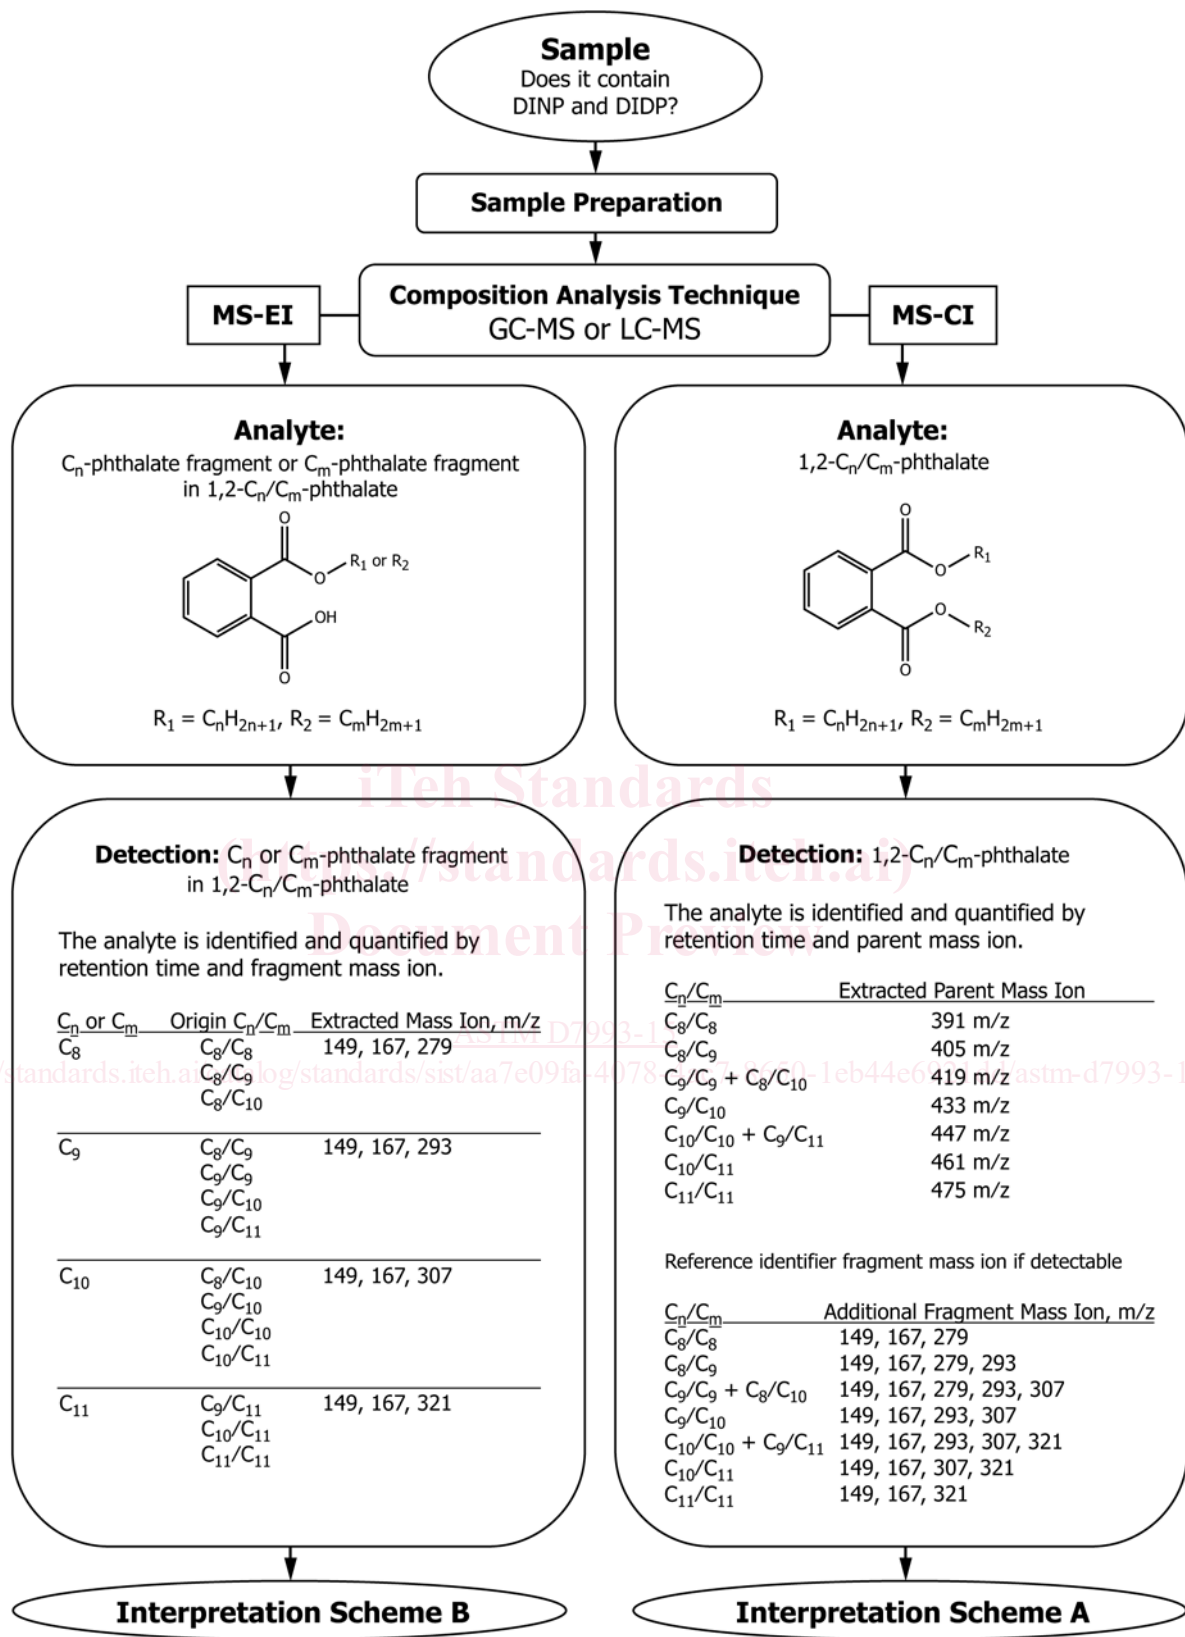 Sample
Does it contain
DINP and DIDP?
Sample Preparation
Composition Analysis Technique
GC-MS or LC-MS
MS-EI
MS-CI
Analyte:
Cn-phthalate fragment or Cm-phthalate fragment
in 1,2-Cn/Cm-phthalate
O
R1 or R2
O
OH
O
R1 = CnH2n+1, R2 = CmH2m+1
Analyte:
1,2-Cn/Cm-phthalate
O
R1
O
O
R2
O
R1 = CnH2n+1, R2 = CmH2m+1
iTeh Standards
(https://standards.iteh.ai)
Document Preview
Detection: Cn or Cm-phthalate fragment
in 1,2-Cn/Cm-phthalate
The analyte is identified and quantified by
retention time and fragment mass ion.
Cn or Cm Origin Cn/Cm Extracted Mass Ion, m/z
C8 C8/C8 149, 167, 279
C8/C9
C8/C10
C9 C8/C9 149, 167, 293
C9/C9
C9/C10
C9/C11
C10 C8/C10 149, 167, 307
C9/C10
C10/C10
C10/C11
C11 C9/C11 149, 167, 321
C10/C11
C11/C11
Detection: 1,2-Cn/Cm-phthalate
The analyte is identified and quantified by
retention time and parent mass ion.
Cn/Cm Extracted Parent Mass Ion
C8/C8 391 m/z
C8/C9 405 m/z
C9/C9 + C8/C10 419 m/z
C9/C10 433 m/z
C10/C10 + C9/C11 447 m/z
C10/C11 461 m/z
C11/C11 475 m/z
Reference identifier fragment mass ion if detectable
Cn/Cm Additional Fragment Mass Ion, m/z
C8/C8 149, 167, 279
C8/C9 149, 167, 279, 293
C9/C9 + C8/C10 149, 167, 279, 293, 307
C9/C10 149, 167, 293, 307
C10/C10 + C9/C11 149, 167, 293, 307, 321
C10/C11 149, 167, 307, 321
C11/C11 149, 167, 321
ASTM D7993-1
Interpretation Scheme B
Interpretation Scheme A